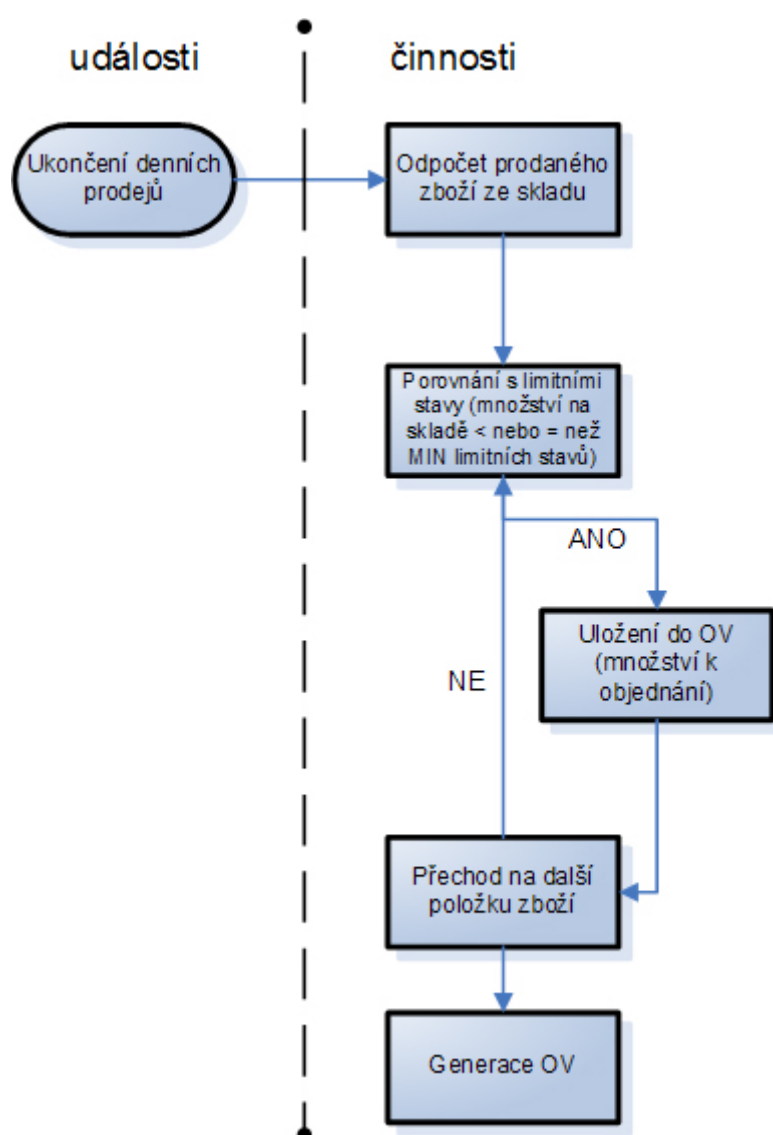 události
činnosti
Ukončení denních
prodejů
Odpočet prodaného
zboží ze skladu
Porovnání s limitními
stavy (množství na
skladě < nebo = než
MIN limitních stavů)
ANO
Uložení do OV
(množství k
objednání)
NE
Přechod na další
položku zboží
Generace OV